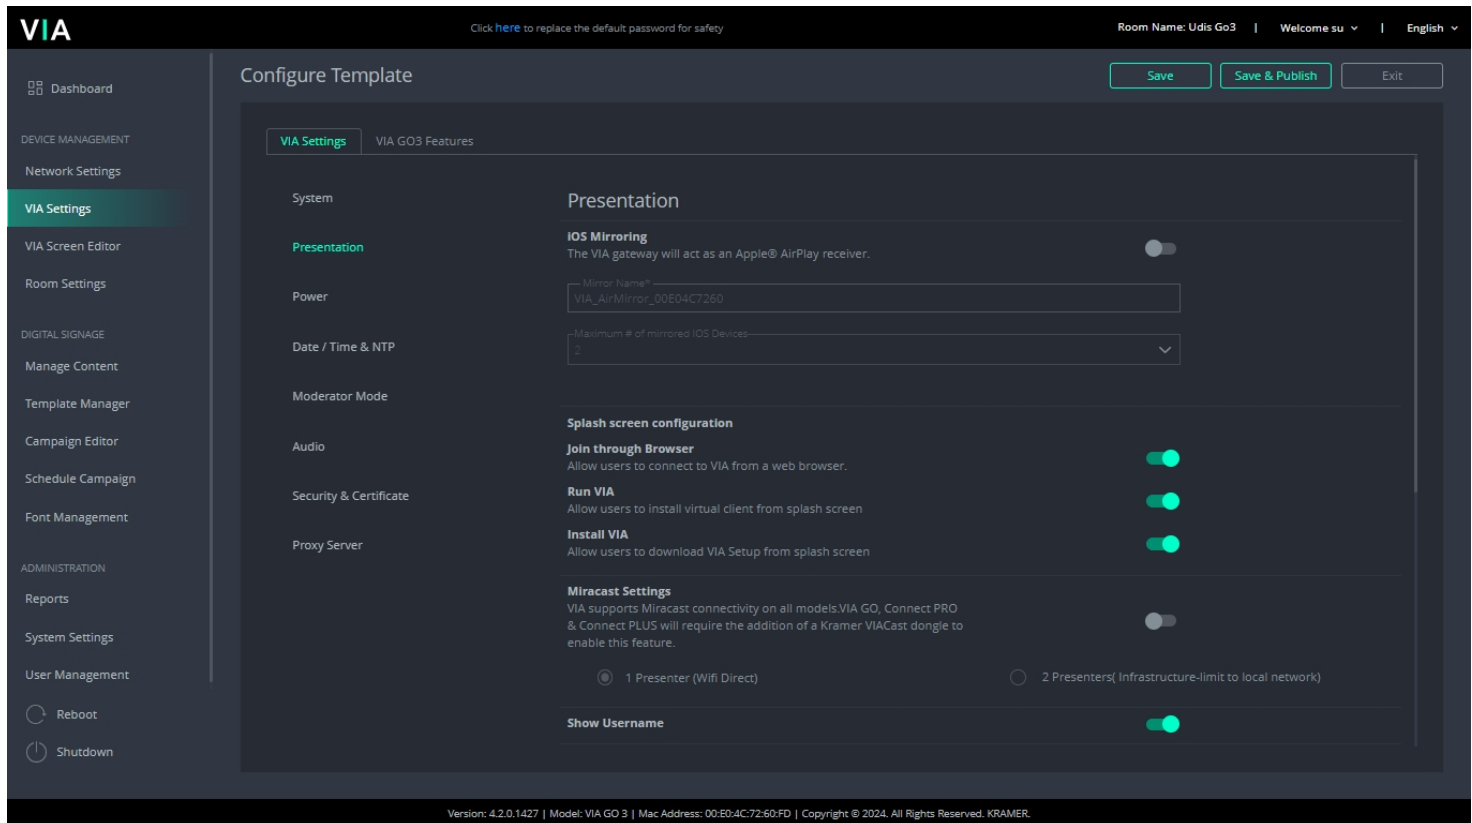 VIA
Click here to replace the default password for safety
Room Name: Udis Go3 | Welcome su | English
Dashboard
DEVICE MANAGEMENT
Network Settings
VIA Settings
VIA Screen Editor
Room Settings
DIGITAL SIGNAGE
Manage Content
Template Manager
Campaign Editor
Schedule Campaign
Font Management
ADMINISTRATION
Reports
System Settings
User Management
Reboot
Shutdown
Configure Template
Save
Save & Publish
Exit
VIA Settings
VIA GO3 Features
System
Presentation
Power
Date / Time & NTP
Moderator Mode
Audio
Security & Certificate
Proxy Server
Presentation
iOS Mirroring
The VIA gateway will act as an Apple® AirPlay receiver.
Mirror Name*
VIA_AirMirror_00E04C7260
Maximum # of mirrored IOS Devices
2
Splash screen configuration
Join through Browser
Allow users to connect to VIA from a web browser.
Run VIA
Allow users to install virtual client from splash screen
Install VIA
Allow users to download VIA Setup from splash screen
Miracast Settings
VIA supports Miracast connectivity on all models.VIA GO, Connect PRO
& Connect PLUS will require the addition of a Kramer VIACast dongle to
enable this feature.
1 Presenter (Wifi Direct)
2 Presenters( Infrastructure-limit to local network)
Show Username
Version: 4.2.0.1427 | Model: VIA GO 3 | Mac Address: 00:E0:4C:72:60:FD | Copyright © 2024. All Rights Reserved. KRAMER.